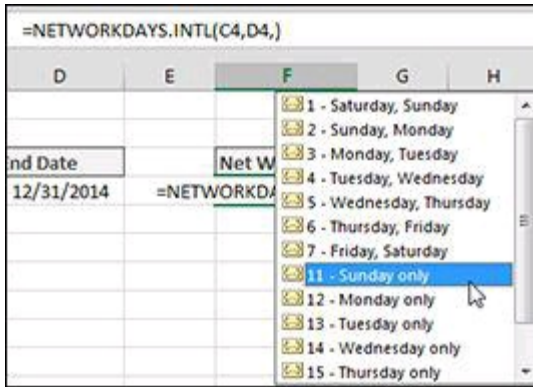 =NETWORKDAYS.INTL(C4,D4,)
D E F G H
1 - Saturday, Sunday
2 - Sunday, Monday
End Date Net W 3 - Monday, Tuesday
4 - Tuesday, Wednesday
12/31/2014 =NETWORKDA 5 - Wednesday, Thursday
6 - Thursday, Friday
7 - Friday, Saturday
11 - Sunday only
12 - Monday only
13 - Tuesday only
14 - Wednesday only
15 - Thursday only